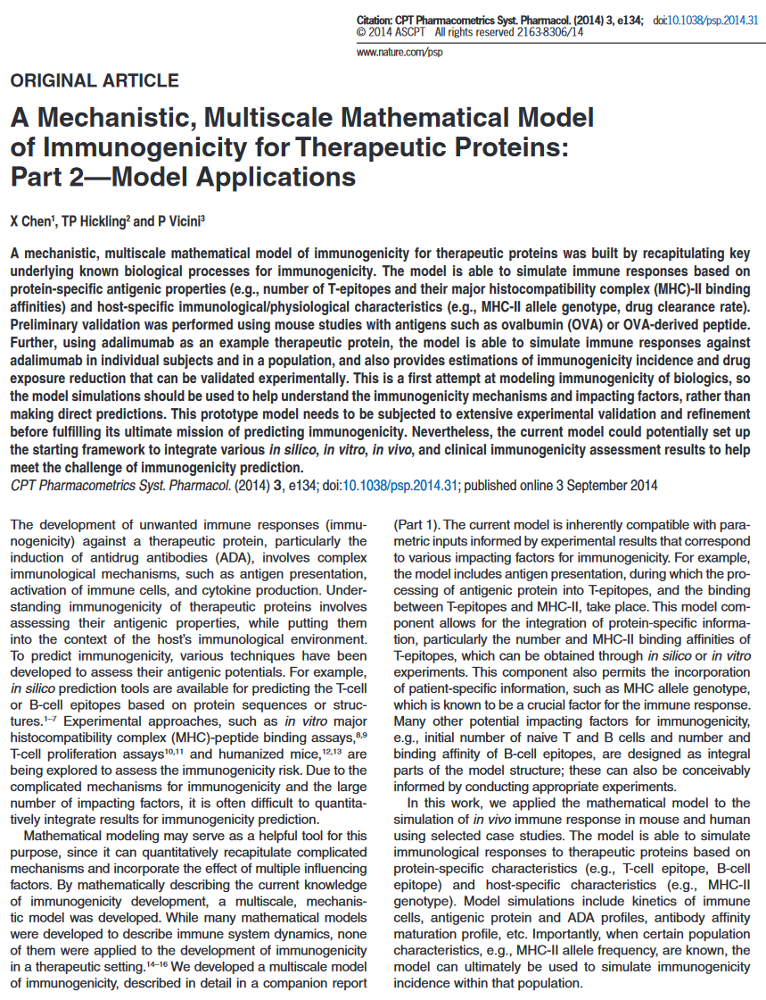 Citation: CPT Pharmacometrics Syst. Pharmacol. (2014) 3, e134; doi:10.1038/psp.2014.31
© 2014 ASCPT All rights reserved 2163-8306/14
www.nature.com/psp
ORIGINAL ARTICLE
A Mechanistic, Multiscale Mathematical Model
of Immunogenicity for Therapeutic Proteins:
Part 2—Model Applications
X Chen¹, TP Hickling² and P Vicini³
A mechanistic, multiscale mathematical model of immunogenicity for therapeutic proteins was built by recapitulating key
underlying known biological processes for immunogenicity. The model is able to simulate immune responses based on
protein-specific antigenic properties (e.g., number of T-epitopes and their major histocompatibility complex (MHC)-II binding
affinities) and host-specific immunological/physiological characteristics (e.g., MHC-II allele genotype, drug clearance rate).
Preliminary validation was performed using mouse studies with antigens such as ovalbumin (OVA) or OVA-derived peptide.
Further, using adalimumab as an example therapeutic protein, the model is able to simulate immune responses against
adalimumab in individual subjects and in a population, and also provides estimations of immunogenicity incidence and drug
exposure reduction that can be validated experimentally. This is a first attempt at modeling immunogenicity of biologics, so
the model simulations should be used to help understand the immunogenicity mechanisms and impacting factors, rather than
making direct predictions. This prototype model needs to be subjected to extensive experimental validation and refinement
before fulfilling its ultimate mission of predicting immunogenicity. Nevertheless, the current model could potentially set up
the starting framework to integrate various in silico, in vitro, in vivo, and clinical immunogenicity assessment results to help
meet the challenge of immunogenicity prediction.
CPT Pharmacometrics Syst. Pharmacol. (2014) 3, e134; doi:10.1038/psp.2014.31; published online 3 September 2014
The development of unwanted immune responses (immu-
nogenicity) against a therapeutic protein, particularly the
induction of antidrug antibodies (ADA), involves complex
immunological mechanisms, such as antigen presentation,
activation of immune cells, and cytokine production. Under-
standing immunogenicity of therapeutic proteins involves
assessing their antigenic properties, while putting them
into the context of the host's immunological environment.
To predict immunogenicity, various techniques have been
developed to assess their antigenic potentials. For example,
in silico prediction tools are available for predicting the T-cell
or B-cell epitopes based on protein sequences or struc-
tures.¹⁻⁷ Experimental approaches, such as in vitro major
histocompatibility complex (MHC)-peptide binding assays,⁸,⁹
T-cell proliferation assays¹⁰,¹¹ and humanized mice,¹²,¹³ are
being explored to assess the immunogenicity risk. Due to the
complicated mechanisms for immunogenicity and the large
number of impacting factors, it is often difficult to quantita-
tively integrate results for immunogenicity prediction.
Mathematical modeling may serve as a helpful tool for this
purpose, since it can quantitatively recapitulate complicated
mechanisms and incorporate the effect of multiple influencing
factors. By mathematically describing the current knowledge
of immunogenicity development, a multiscale, mechanis-
tic model was developed. While many mathematical models
were developed to describe immune system dynamics, none
of them were applied to the development of immunogenicity
in a therapeutic setting.¹⁴⁻¹⁶ We developed a multiscale model
of immunogenicity, described in detail in a companion report
(Part 1). The current model is inherently compatible with para-
metric inputs informed by experimental results that correspond
to various impacting factors for immunogenicity. For example,
the model includes antigen presentation, during which the pro-
cessing of antigenic protein into T-epitopes, and the binding
between T-epitopes and MHC-II, take place. This model com-
ponent allows for the integration of protein-specific informa-
tion, particularly the number and MHC-II binding affinities of
T-epitopes, which can be obtained through in silico or in vitro
experiments. This component also permits the incorporation
of patient-specific information, such as MHC allele genotype,
which is known to be a crucial factor for the immune response.
Many other potential impacting factors for immunogenicity,
e.g., initial number of naive T and B cells and number and
binding affinity of B-cell epitopes, are designed as integral
parts of the model structure; these can also be conceivably
informed by conducting appropriate experiments.
In this work, we applied the mathematical model to the
simulation of in vivo immune response in mouse and human
using selected case studies. The model is able to simulate
immunological responses to therapeutic proteins based on
protein-specific characteristics (e.g., T-cell epitope, B-cell
epitope) and host-specific characteristics (e.g., MHC-II
genotype). Model simulations include kinetics of immune
cells, antigenic protein and ADA profiles, antibody affinity
maturation profile, etc. Importantly, when certain population
characteristics, e.g., MHC-II allele frequency, are known, the
model can ultimately be used to simulate immunogenicity
incidence within that population.